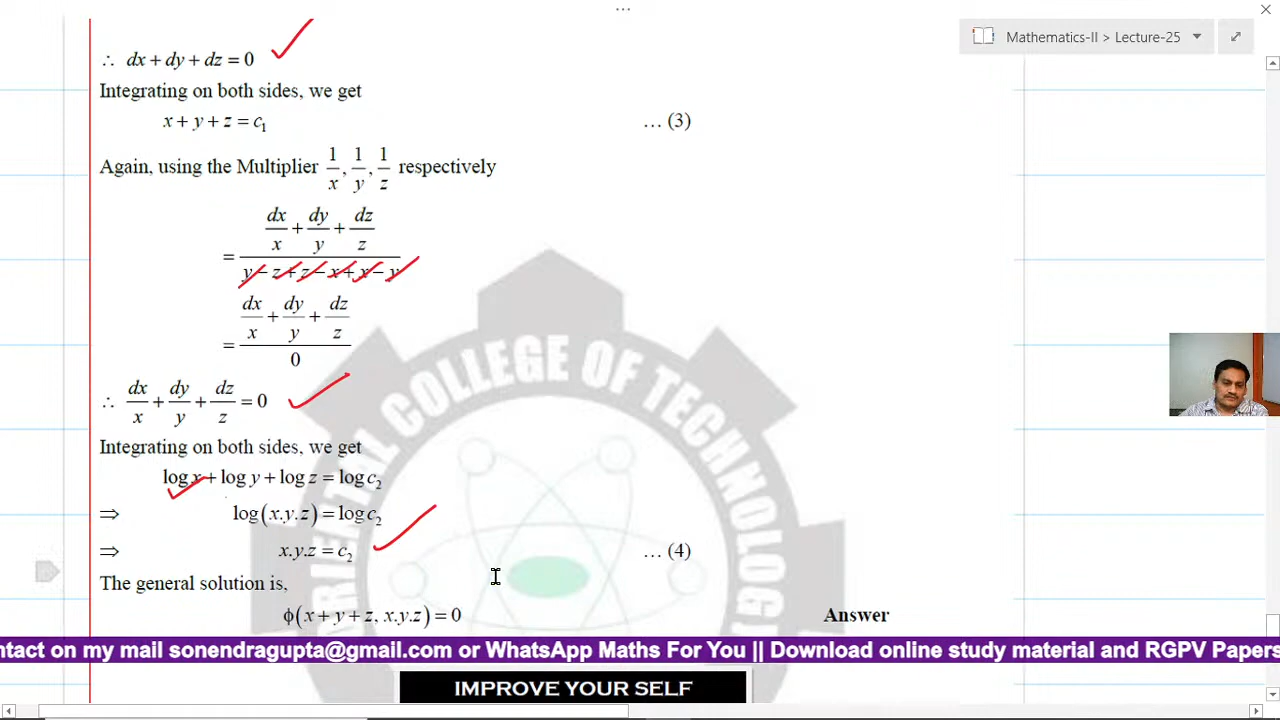 ...
Mathematics-II > Lecture-25
∴ dx + dy + dz = 0
Integrating on both sides, we get
x + y + z = c₁ … (3)
Again, using the Multiplier 1/x, 1/y, 1/z respectively
= (dx/x + dy/y + dz/z)/(y − z + z − x + x − y)
= (dx/x + dy/y + dz/z)/0
∴ dx/x + dy/y + dz/z = 0
Integrating on both sides, we get
log x + log y + log z = log c₂
⇒ log(x.y.z) = log c₂
⇒ x.y.z = c₂ … (4)
The general solution is,
ϕ(x + y + z, x.y.z) = 0 Answer
ORIENTAL COLLEGE OF TECHNOLOGY
ntact on my mail sonendragupta@gmail.com or WhatsApp Maths For You || Download online study material and RGPV Papers
IMPROVE YOUR SELF